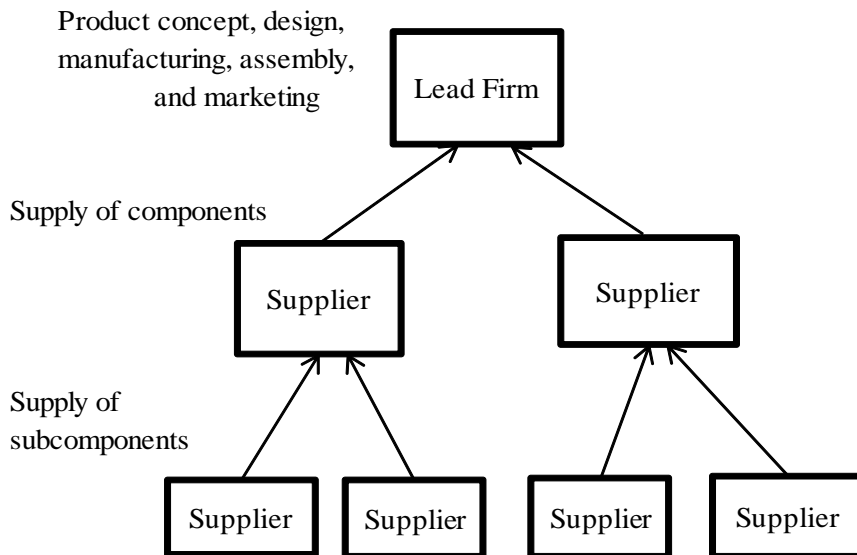 Product concept, design,
manufacturing, assembly,
and marketing
Lead Firm
Supply of components
Supplier
Supplier
Supply of
subcomponents
Supplier
Supplier
Supplier
Supplier